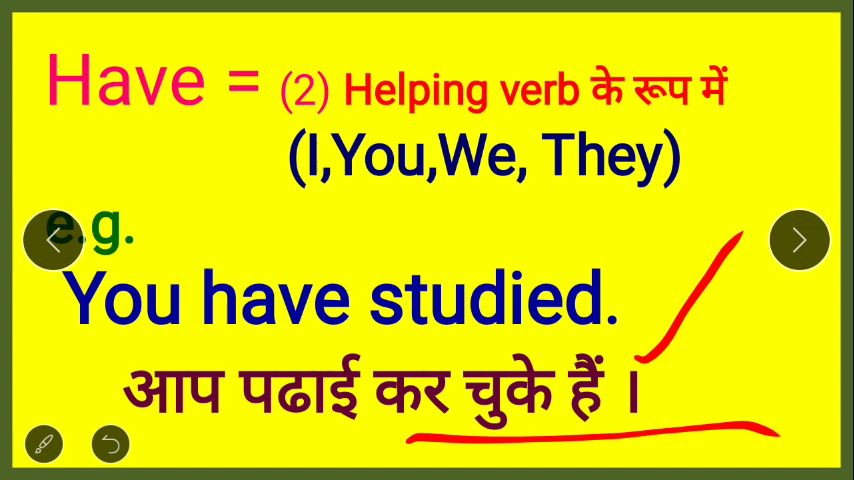 Have = (2) Helping verb के रूप में
(I,You,We, They)
e.g.
You have studied.
आप पढाई कर चुके हैं ।